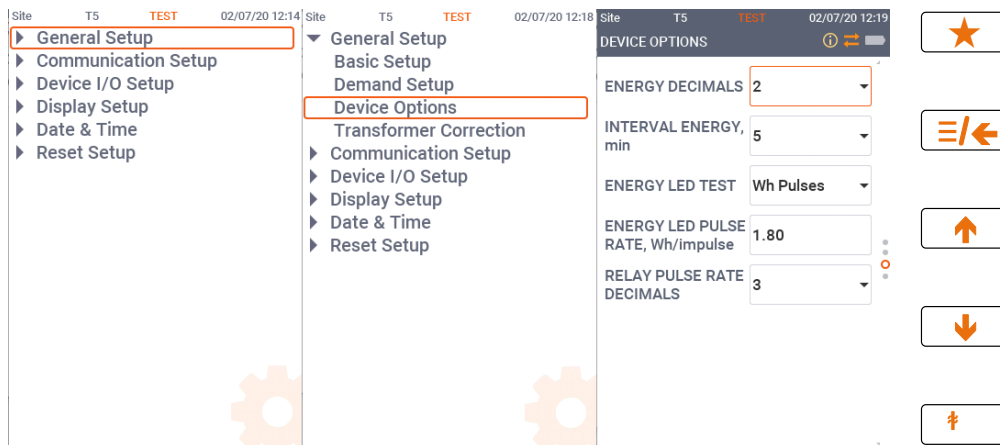 Site T5 TEST 02/07/20 12:14
General Setup
Communication Setup
Device I/O Setup
Display Setup
Date & Time
Reset Setup
Site T5 TEST 02/07/20 12:18
General Setup
Basic Setup
Demand Setup
Device Options
Transformer Correction
Communication Setup
Device I/O Setup
Display Setup
Date & Time
Reset Setup
Site T5 TEST 02/07/20 12:19
DEVICE OPTIONS
ENERGY DECIMALS 2
INTERVAL ENERGY,
min
5
ENERGY LED TEST Wh Pulses
ENERGY LED PULSE
RATE, Wh/impulse
1.80
RELAY PULSE RATE
DECIMALS
3